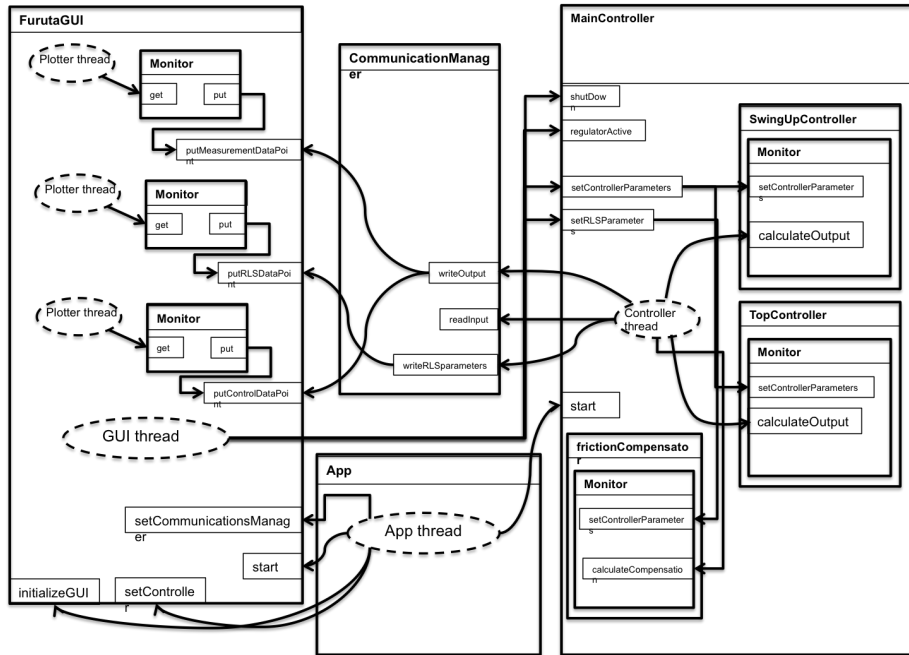 FurutaGUI
Plotter thread
Monitor
get
put
putMeasurementDataPoi
nt
Plotter thread
Monitor
get
put
putRLSDataPoi
nt
Plotter thread
Monitor
get
put
putControlDataPoi
nt
GUI thread
setCommunicationsManag
er
start
initializeGUI
setControlle
r
CommunicationManag
er
writeOutput
readInput
writeRLSparameters
App
App thread
MainController
shutDow
n
regulatorActive
setControllerParameters
setRLSParameter
s
Controller
thread
start
SwingUpController
Monitor
setControllerParameter
s
calculateOutput
TopController
Monitor
setControllerParameters
calculateOutput
frictionCompensato
r
Monitor
setControllerParameter
s
calculateCompensatio
n